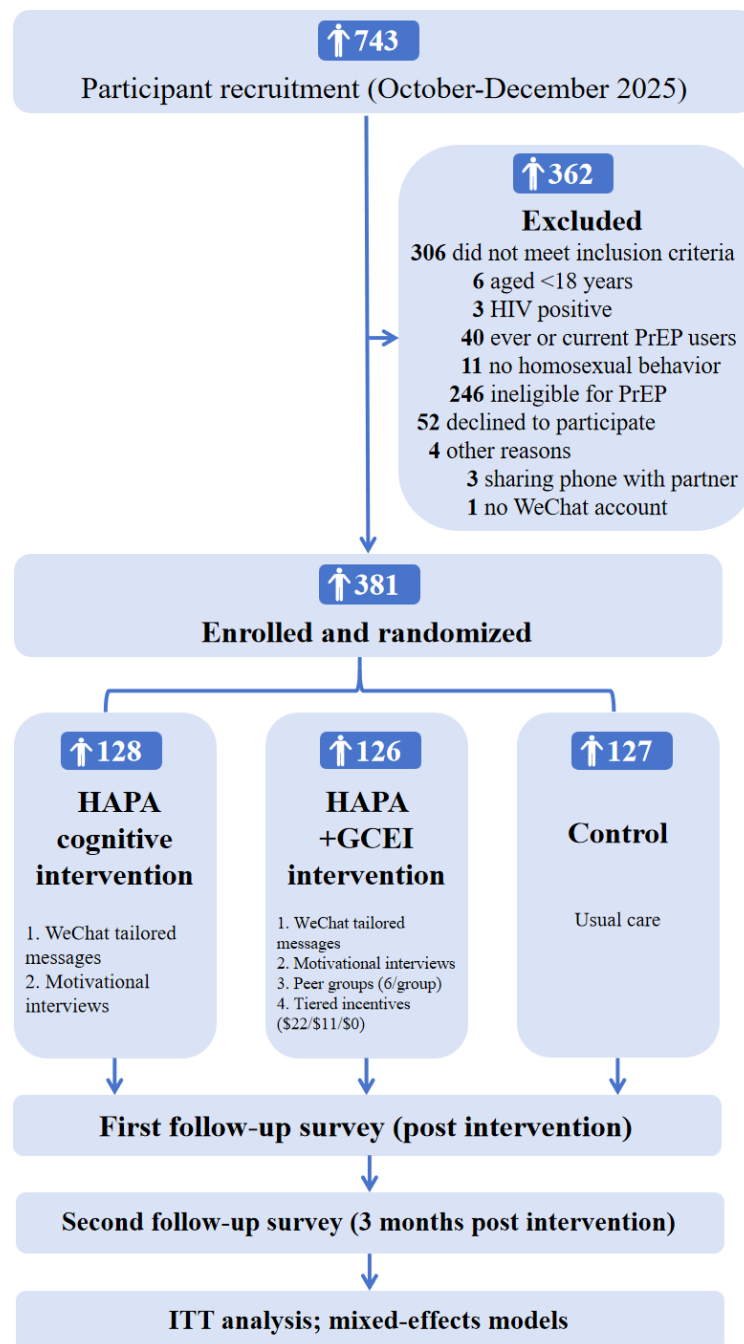 743
Participant recruitment (October-December 2025)
362
Excluded
306 did not meet inclusion criteria
6 aged <18 years
3 HIV positive
40 ever or current PrEP users
11 no homosexual behavior
246 ineligible for PrEP
52 declined to participate
4 other reasons
3 sharing phone with partner
1 no WeChat account
381
Enrolled and randomized
128
HAPA
cognitive
intervention
1. WeChat tailored
messages
2. Motivational
interviews
126
HAPA
+GCEI
intervention
1. WeChat tailored
messages
2. Motivational interviews
3. Peer groups (6/group)
4. Tiered incentives
($22/$11/$0)
127
Control
Usual care
First follow-up survey (post intervention)
Second follow-up survey (3 months post intervention)
ITT analysis; mixed-effects models